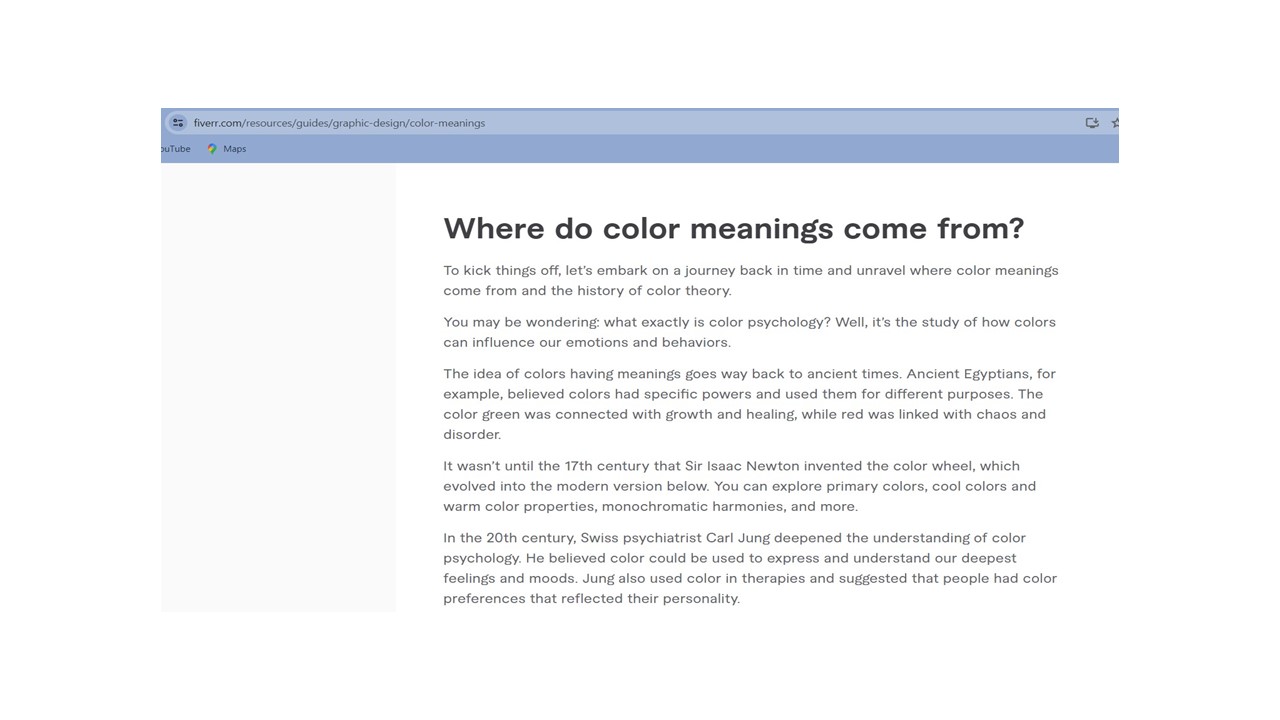 fiverr.com/resources/guides/graphic-design/color-meanings
ouTube Maps
Where do color meanings come from?
To kick things off, let's embark on a journey back in time and unravel where color meanings
come from and the history of color theory.
You may be wondering: what exactly is color psychology? Well, it's the study of how colors
can influence our emotions and behaviors.
The idea of colors having meanings goes way back to ancient times. Ancient Egyptians, for
example, believed colors had specific powers and used them for different purposes. The
color green was connected with growth and healing, while red was linked with chaos and
disorder.
It wasn't until the 17th century that Sir Isaac Newton invented the color wheel, which
evolved into the modern version below. You can explore primary colors, cool colors and
warm color properties, monochromatic harmonies, and more.
In the 20th century, Swiss psychiatrist Carl Jung deepened the understanding of color
psychology. He believed color could be used to express and understand our deepest
feelings and moods. Jung also used color in therapies and suggested that people had color
preferences that reflected their personality.